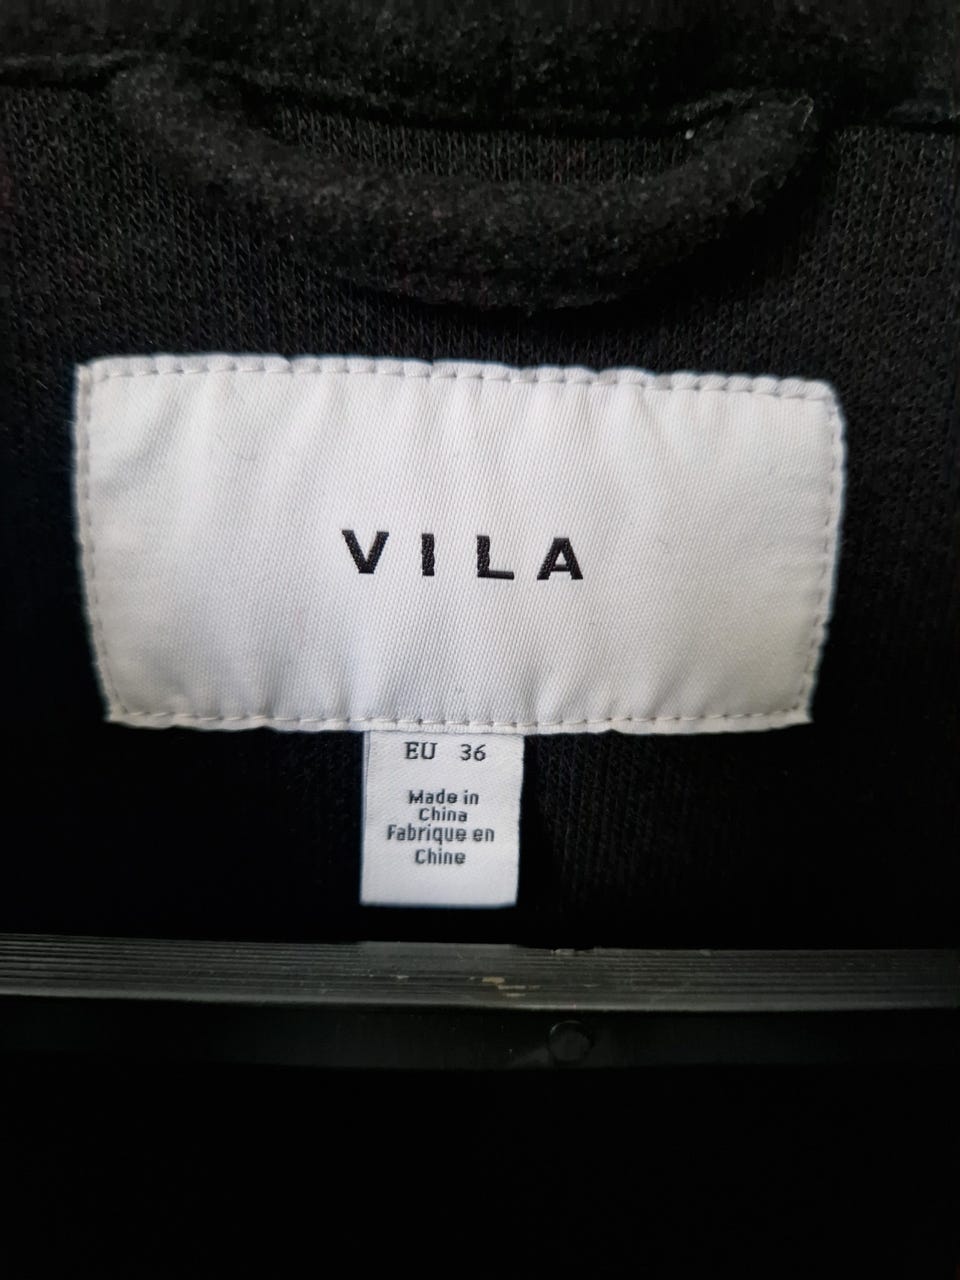 VILA
EU 36
Made in
China
Fabrique en
Chine